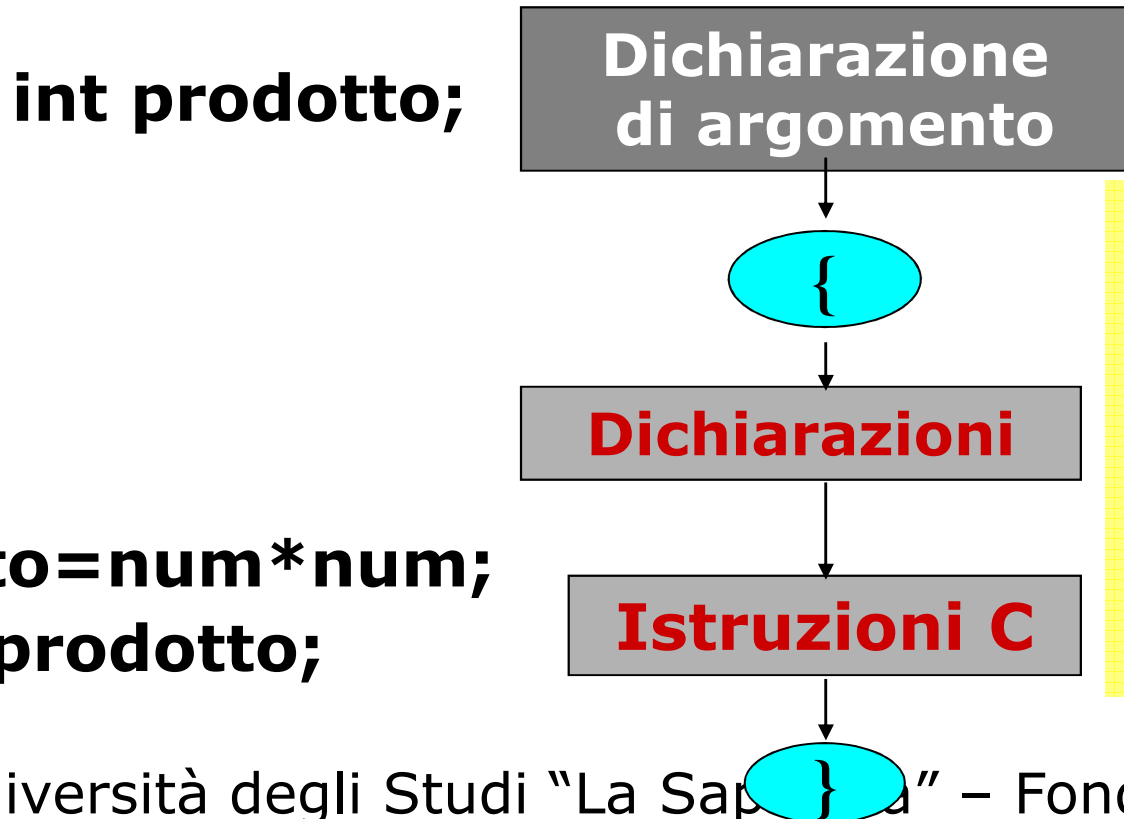 int prodotto;
Dichiarazione
di argomento
{
Dichiarazioni
to=num*num;
prodotto;
Istruzioni C
}
iversità degli Studi “La Sap a” – Fond